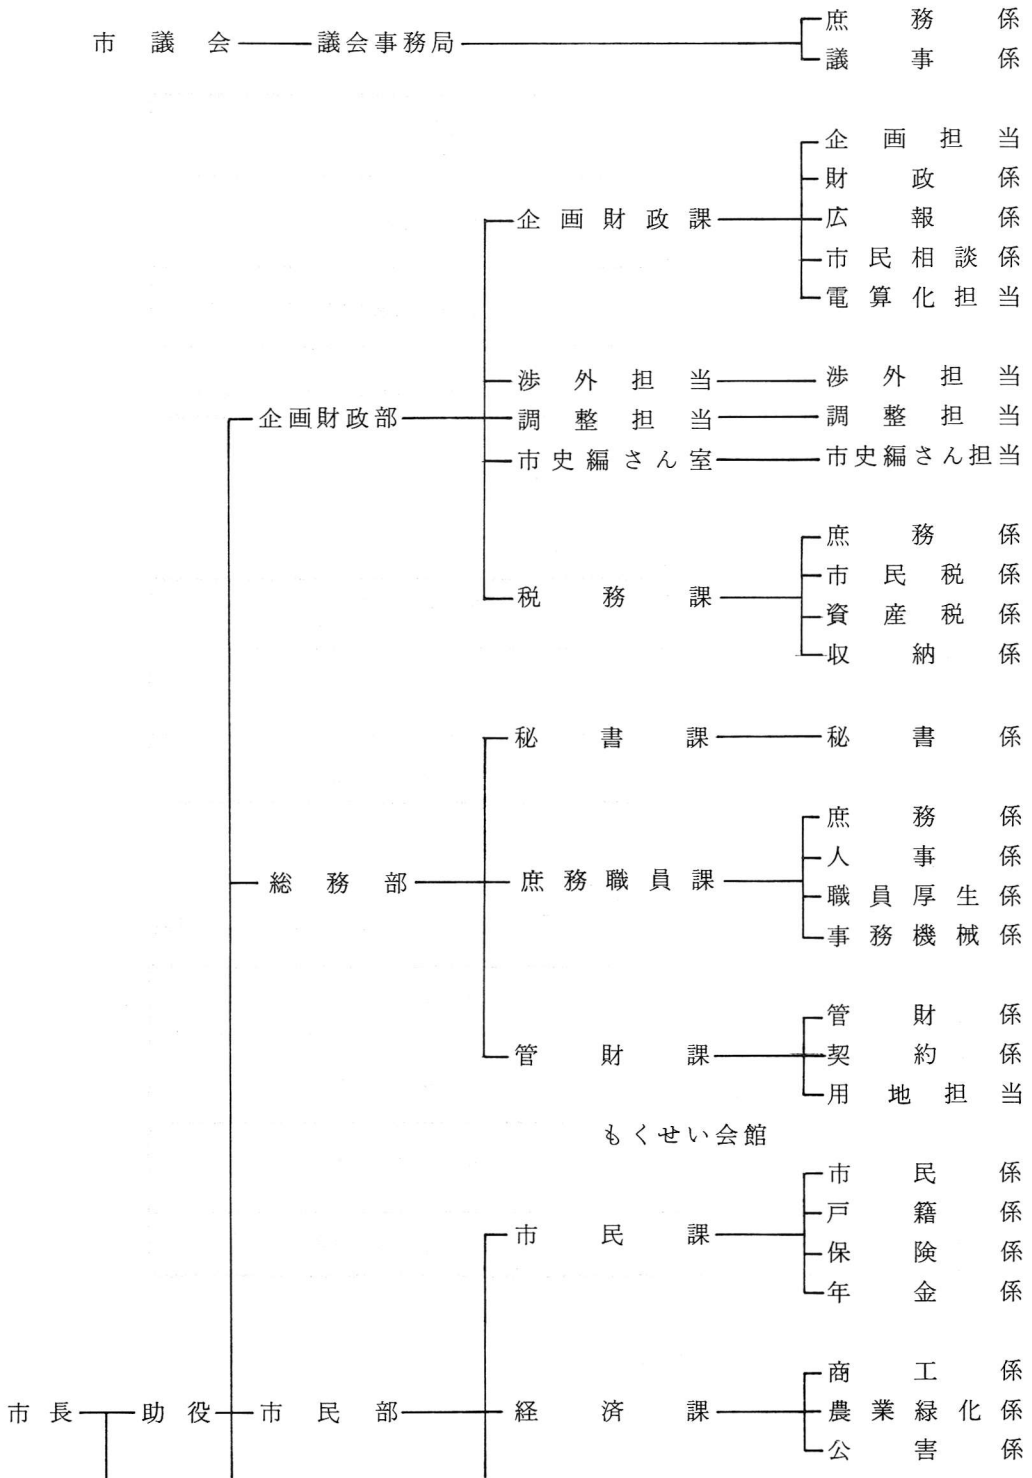 市議会 議会事務局
庶務係
議事係
企画財政部
企画財政課
企画担当
財政係
広報係
市民相談係
電算化担当
渉外担当 渉外担当
調整担当 調整担当
市史編さん室 市史編さん担当
税務課
庶務係
市民税係
資産税係
収納係
総務部
秘書課 秘書係
庶務職員課
庶務係
人事係
職員厚生係
事務機械係
管財課
管財係
契約係
用地担当
もくせい会館
市長 助役 市民部
市民課
市民係
戸籍係
保険係
年金係
経済課
商工係
農業緑化係
公害係